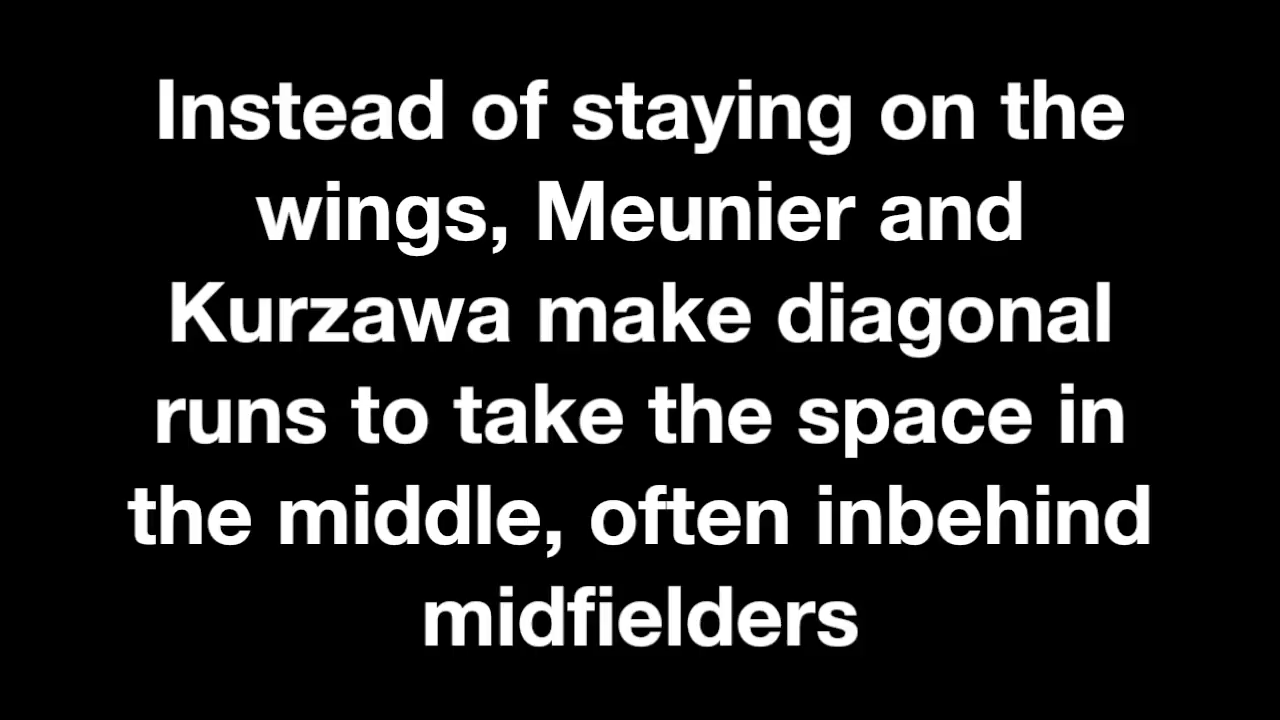 Instead of staying on the
wings, Meunier and
Kurzawa make diagonal
runs to take the space in
the middle, often inbehind
midfielders